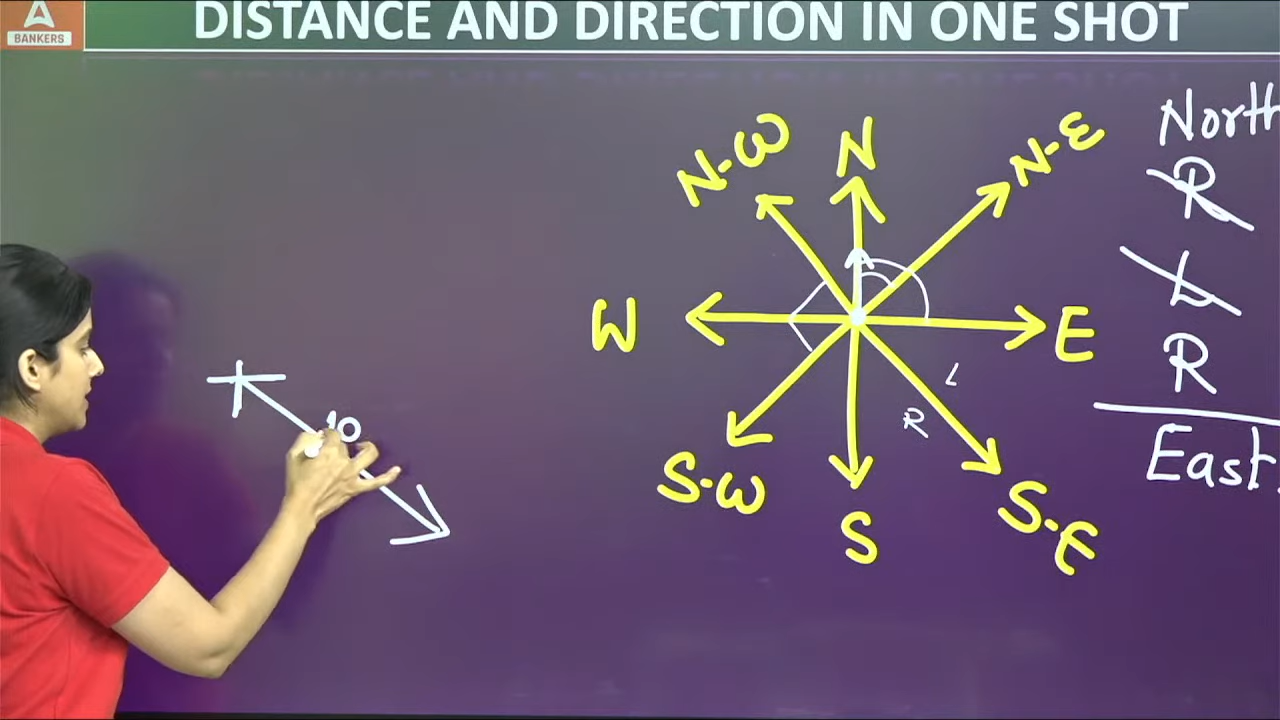 DISTANCE AND DIRECTION IN ONE SHOT
A
BANKERS
N-W
N
N-E
W
E
S-W
S
S-E
L
R
10
North
R
L
R
East